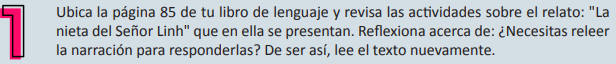 1
Ubica la página 85 de tu libro de lenguaje y revisa las actividades sobre el relato: "La
nieta del Señor Linh" que en ella se presentan. Reflexiona acerca de: ¿Necesitas releer
la narración para responderlas? De ser así, lee el texto nuevamente.